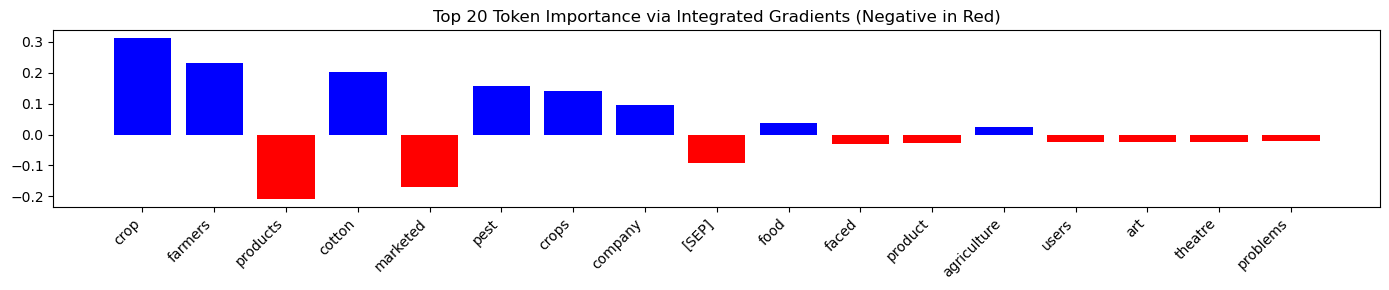 Top 20 Token Importance via Integrated Gradients (Negative in Red)
0.3
0.2
0.1
0.0
−0.1
−0.2
crop
farmers
products
cotton
marketed
pest
crops
company
[SEP]
food
faced
product
agriculture
users
art
theatre
problems